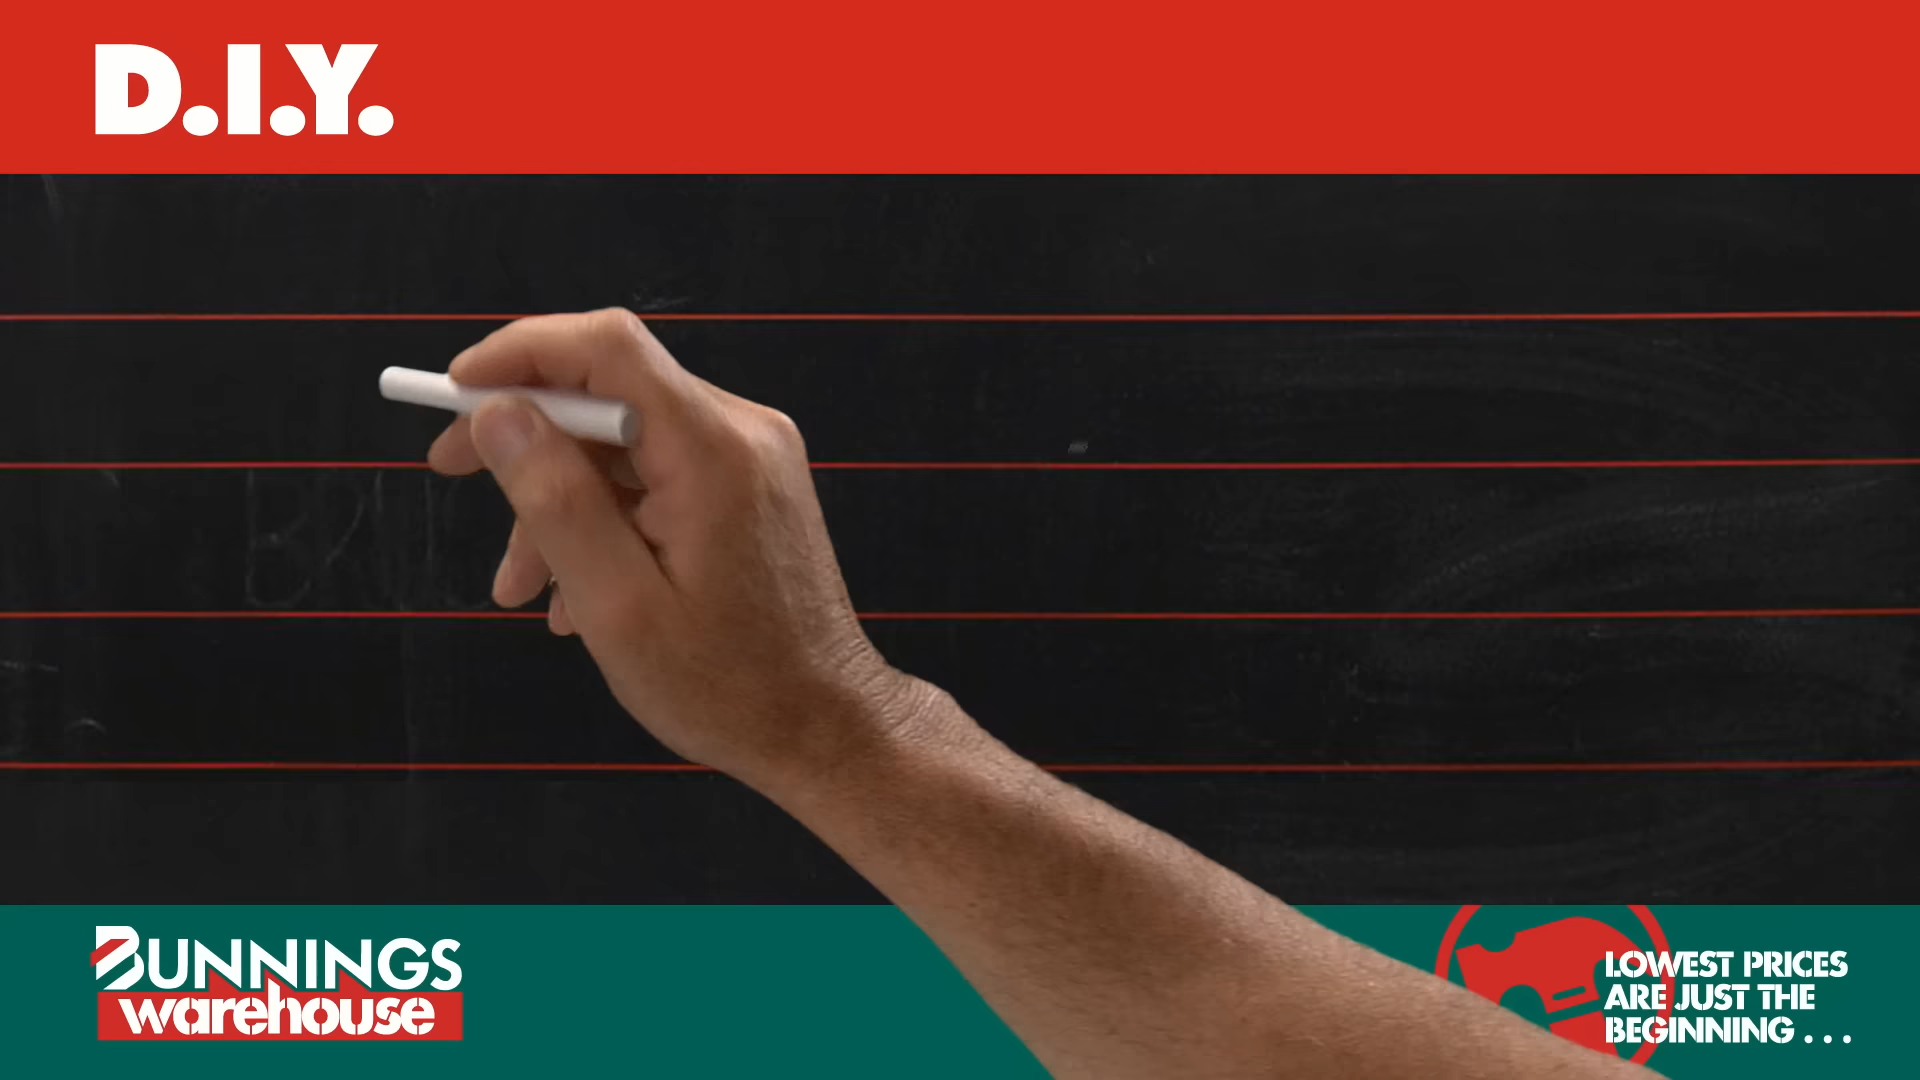 D.I.Y.
BUNNINGS
warehouse
LOWEST PRICES
ARE JUST THE
BEGINNING...